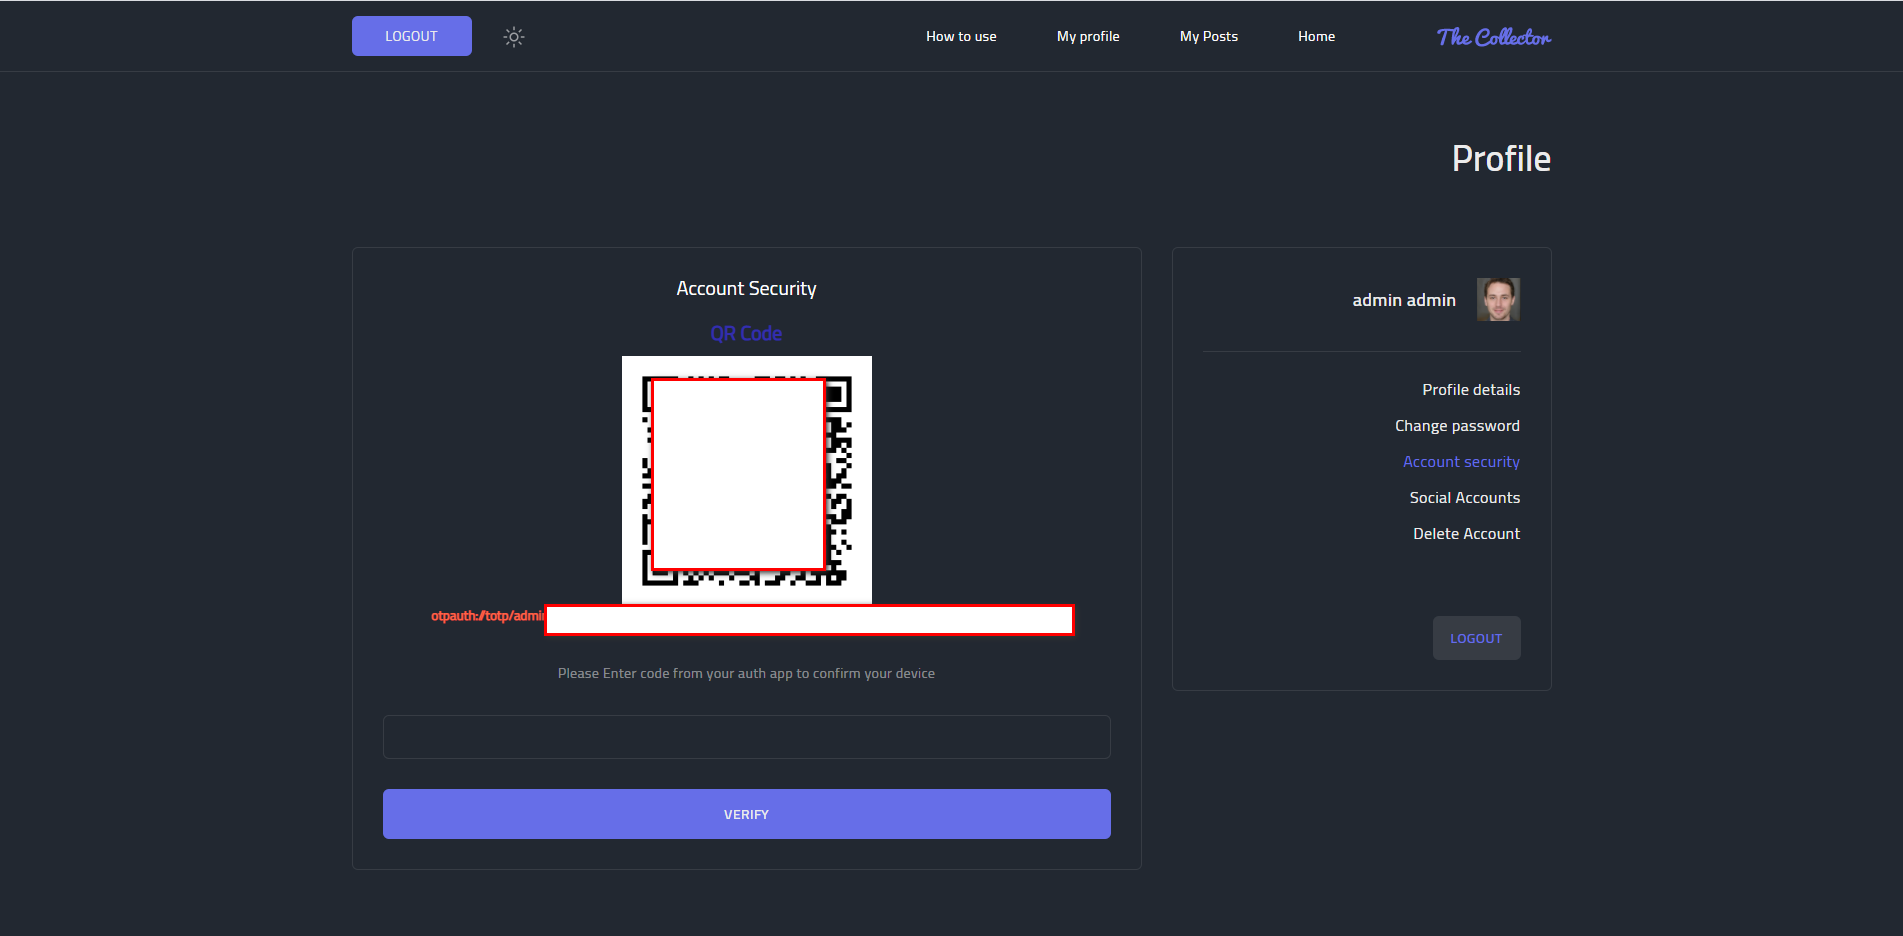 LOGOUT
How to use
My profile
My Posts
Home
The Collector
Profile
Account Security
QR Code
otpauth://totp/admin
Please Enter code from your auth app to confirm your device
VERIFY
admin admin
Profile details
Change password
Account security
Social Accounts
Delete Account
LOGOUT